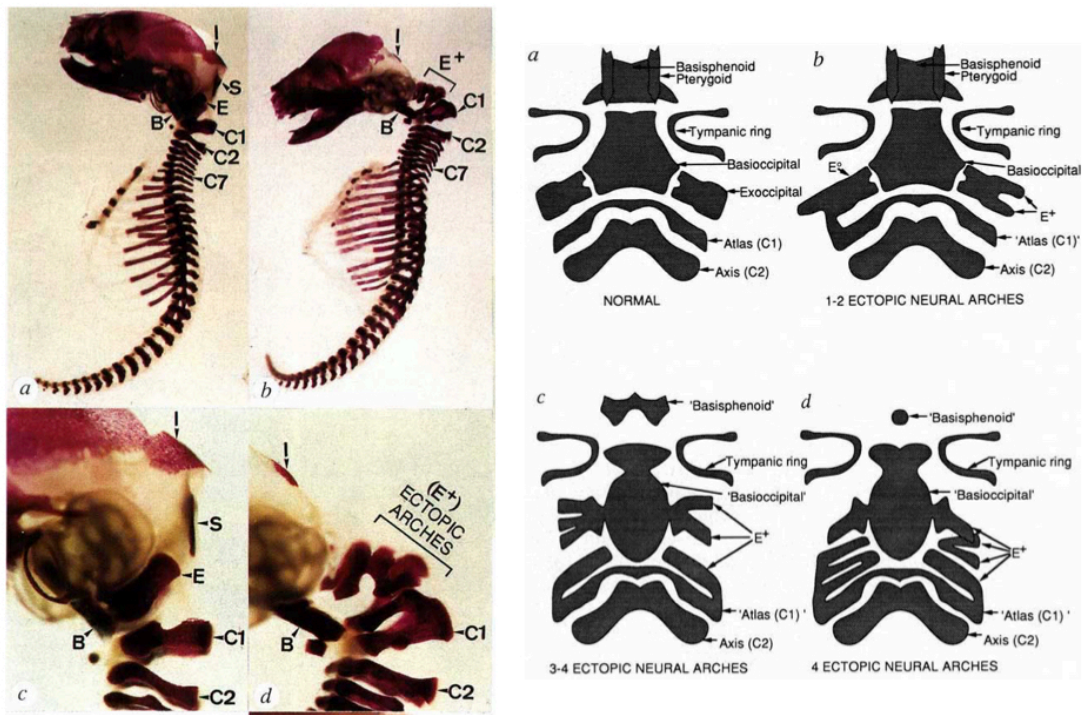 I
S
E
B
C1
C2
C7
a
I
E+
B
C1
C2
C7
b
I
S
E
B
C1
C2
c
I
(E+)
ECTOPIC
ARCHES
B
C1
C2
d
a
Basisphenoid
Pterygoid
Tympanic ring
Basioccipital
Exoccipital
Atlas (C1)
Axis (C2)
NORMAL
b
Basisphenoid
Pterygoid
Tympanic ring
Basioccipital
E°
E+
'Atlas (C1)'
Axis (C2)
1-2 ECTOPIC NEURAL ARCHES
c
'Basisphenoid'
Tympanic ring
'Basioccipital'
E+
'Atlas (C1) '
Axis (C2)
3-4 ECTOPIC NEURAL ARCHES
d
'Basisphenoid'
Tympanic ring
'Basioccipital'
E+
'Atlas (C1) '
Axis (C2)
4 ECTOPIC NEURAL ARCHES